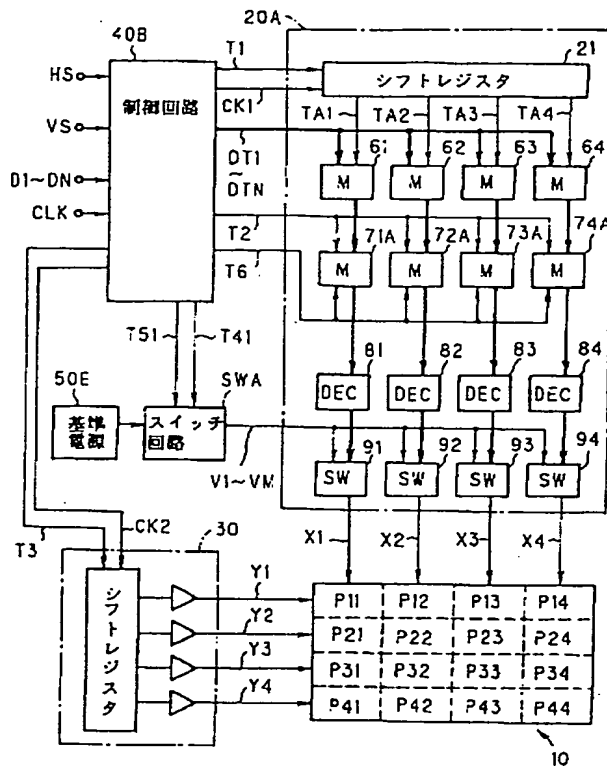 20A
40B
T1
21
HS
シフトレジスタ
制御回路
CK1
TA1 TA2 TA3 TA4
VS
DT1
~
DTN
61 62 63 64
M M M M
D1~DN
CLK
T2
71A 72A 73A 74A
T6
M M M M
T51 T41
81 82 83 84
50E
SWA
DEC DEC DEC DEC
基準
電源
スイッチ
回路
91 92 93 94
V1~VM
SW SW SW SW
T3
CK2
30
X1 X2 X3 X4
シフトレジスタ
Y1
P11 P12 P13 P14
Y2
P21 P22 P23 P24
Y3
P31 P32 P33 P34
Y4
P41 P42 P43 P44
10